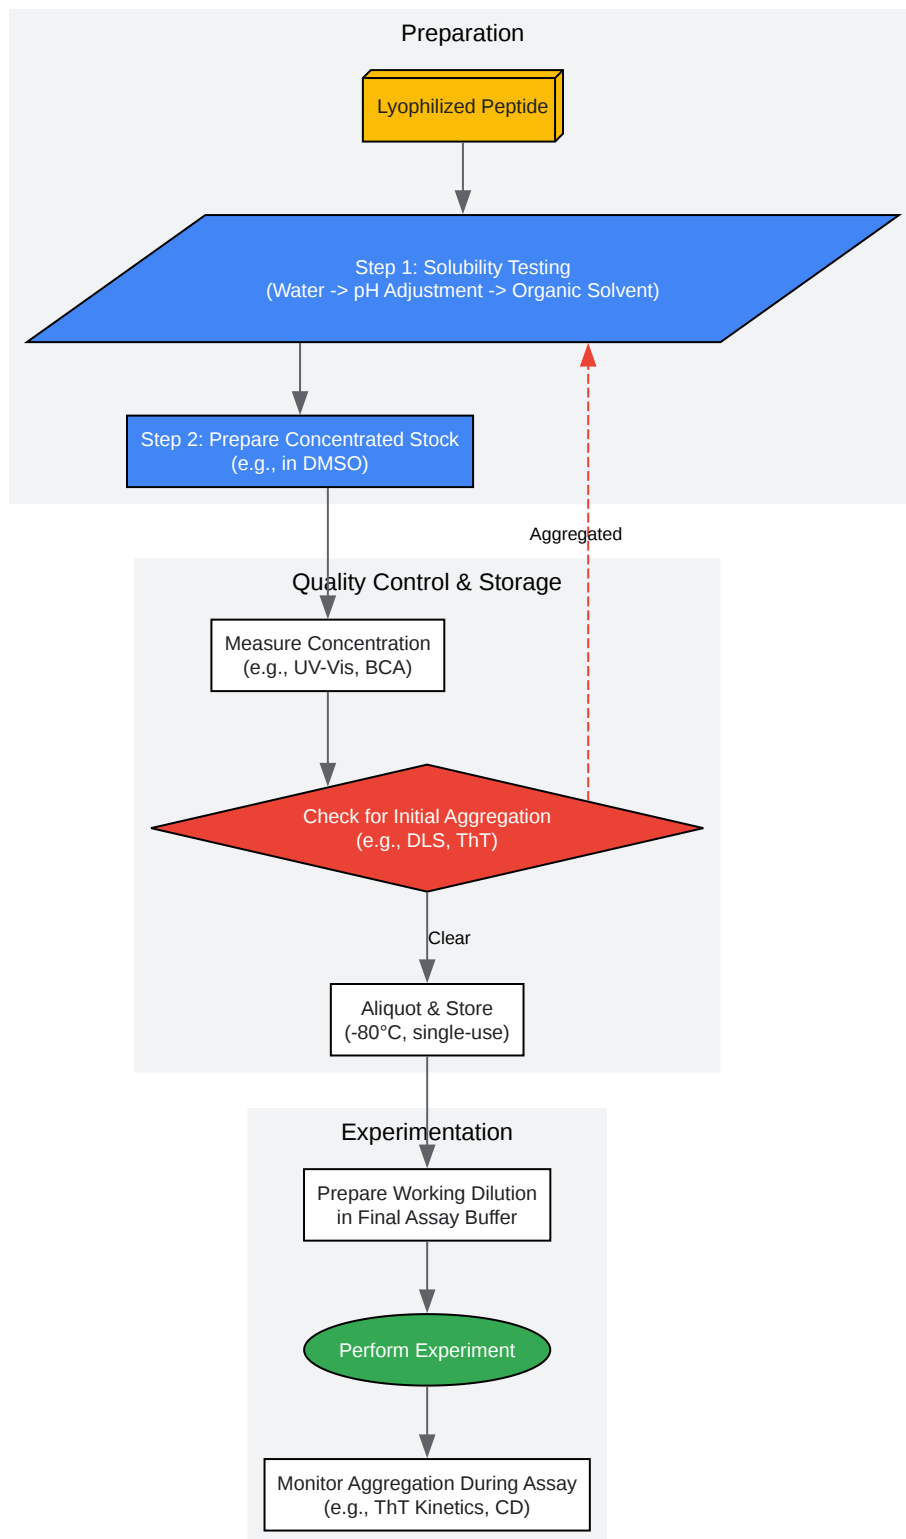 Preparation
Lyophilized Peptide
Step 1: Solubility Testing
(Water -> pH Adjustment -> Organic Solvent)
Step 2: Prepare Concentrated Stock
(e.g., in DMSO)
Aggregated
Quality Control & Storage
Measure Concentration
(e.g., UV-Vis, BCA)
Check for Initial Aggregation
(e.g., DLS, ThT)
Clear
Aliquot & Store
(-80°C, single-use)
Experimentation
Prepare Working Dilution
in Final Assay Buffer
Perform Experiment
Monitor Aggregation During Assay
(e.g., ThT Kinetics, CD)